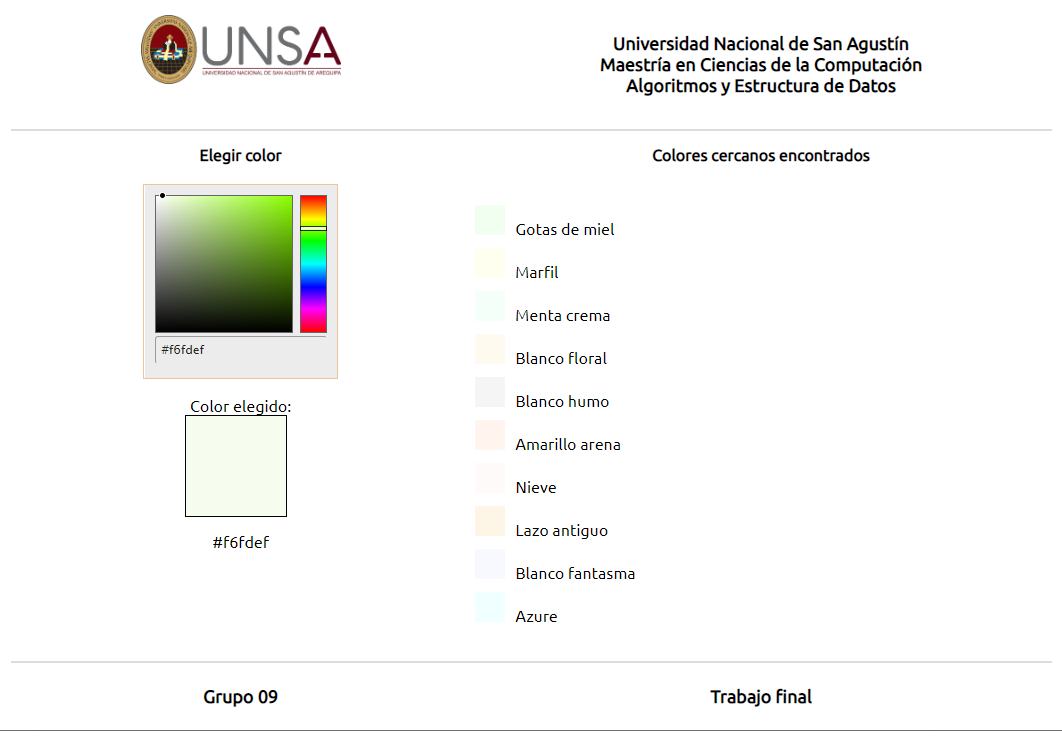 UNSA
UNIVERSIDAD NACIONAL DE SAN AGUSTÍN DE AREQUIPA
Universidad Nacional de San Agustín
Maestría en Ciencias de la Computación
Algoritmos y Estructura de Datos
Elegir color
#f6fdef
Color elegido:
#f6fdef
Colores cercanos encontrados
Gotas de miel
Marfil
Menta crema
Blanco floral
Blanco humo
Amarillo arena
Nieve
Lazo antiguo
Blanco fantasma
Azure
Grupo 09
Trabajo final